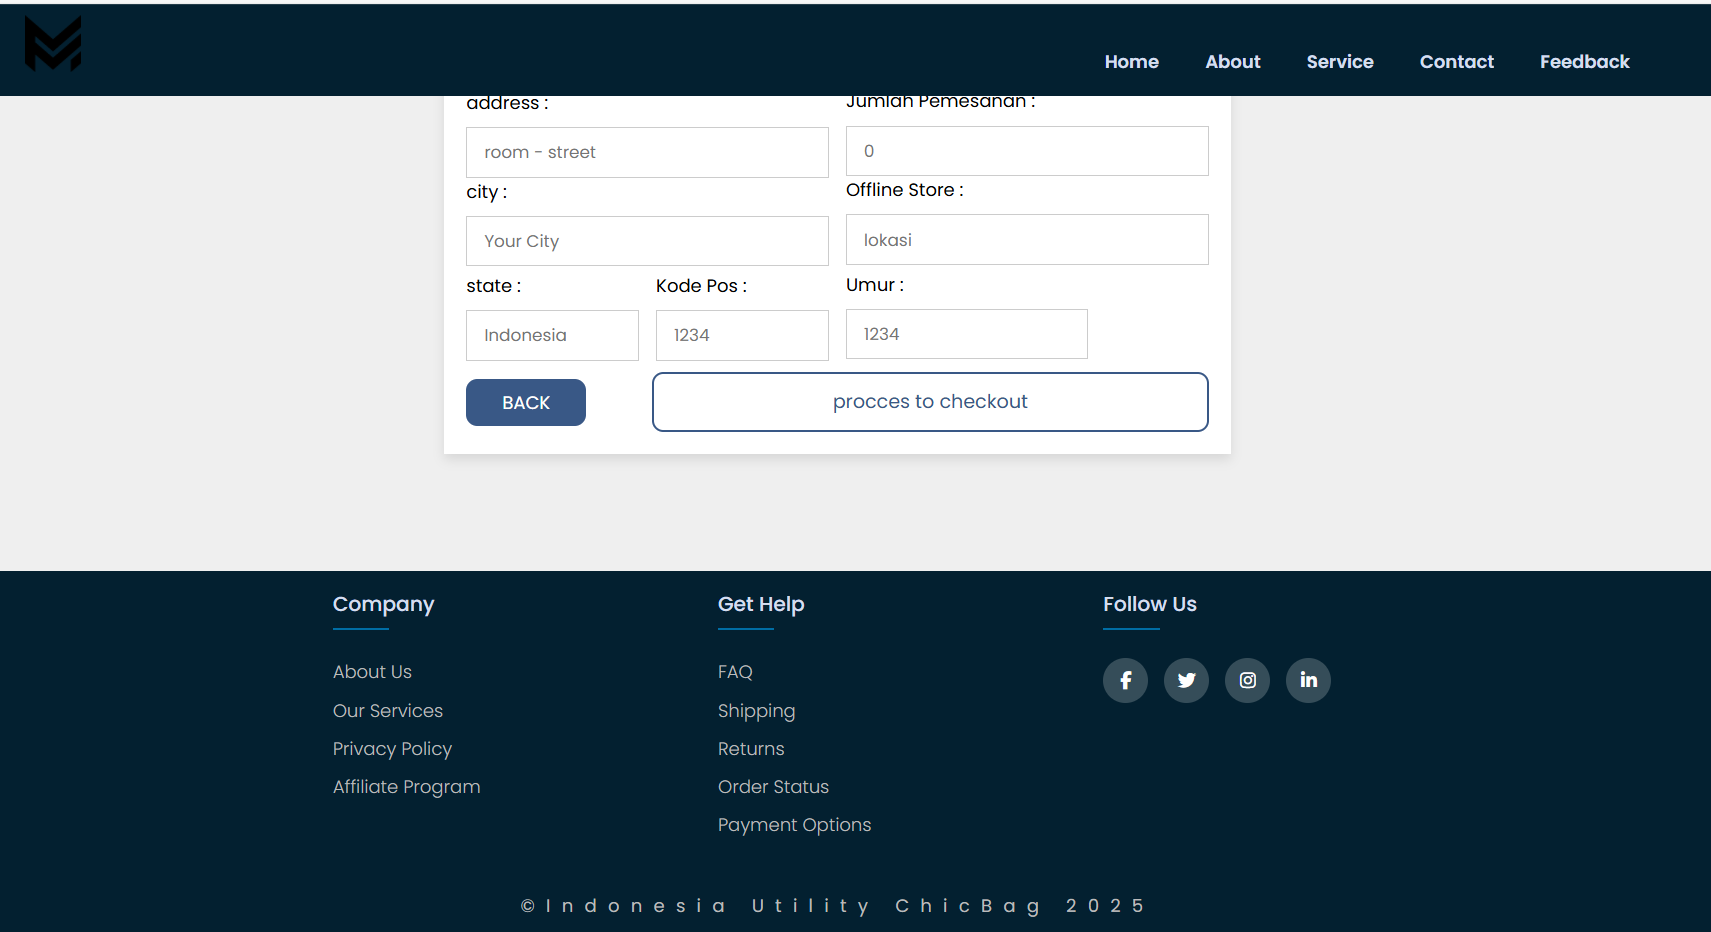 Home About Service Contact Feedback
address :
room - street
city :
Your City
state : Kode Pos :
Indonesia 1234
Jumlah Pemesanan :
0
Offline Store :
lokasi
Umur :
1234
BACK procces to checkout
Company
About Us
Our Services
Privacy Policy
Affiliate Program
Get Help
FAQ
Shipping
Returns
Order Status
Payment Options
Follow Us
©Indonesia Utility ChicBag 2025